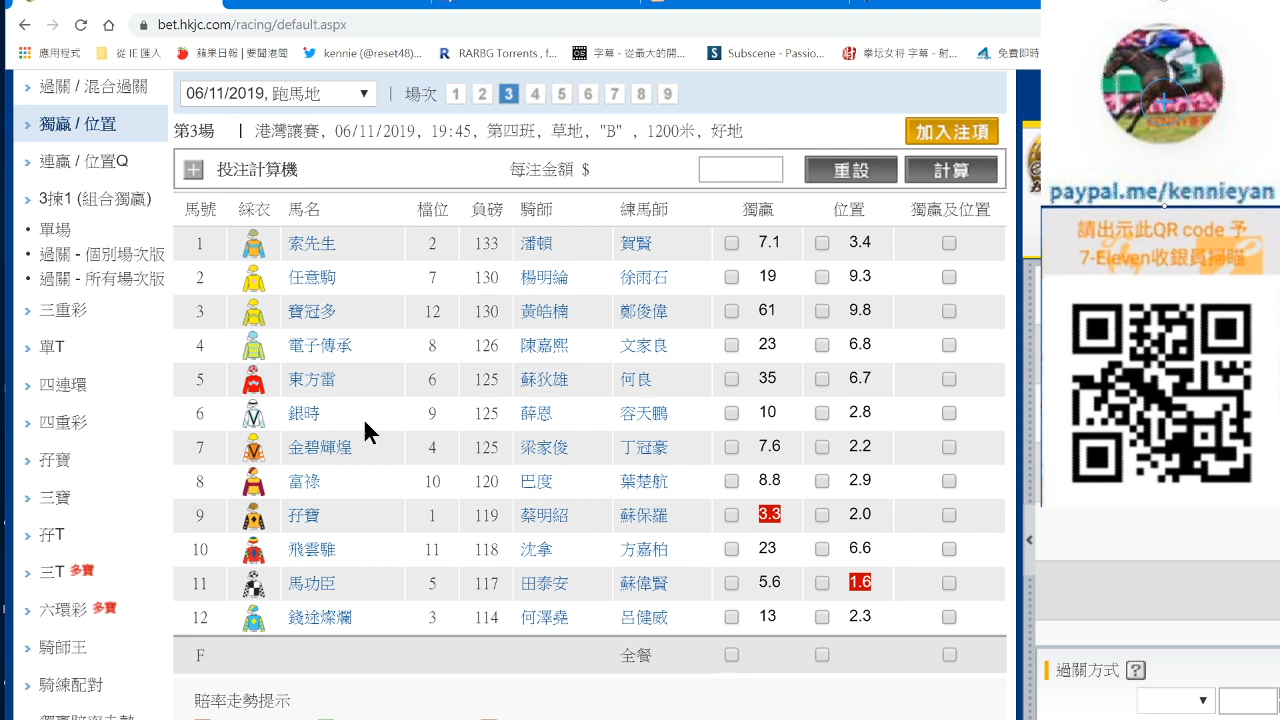 bet.hkjc.com/racing/default.aspx
應用程式 從 IE 匯入 蘋果日報 | 要聞港聞 kennie (@reset48)... RARBG Torrents , f... 字幕 - 從最大的開... Subscene - Passio... 拳坛女将 字幕 - 射... 免費即時
過關 / 混合過關
獨贏 / 位置
連贏 / 位置Q
3揀1 (組合獨贏)
單場
過關 - 個別場次版
過關 - 所有場次版
三重彩
單T
四連環
四重彩
孖寶
三寶
孖T
三T 多寶
六環彩 多寶
騎師王
騎練配對
06/11/2019, 跑馬地 ▼ | 場次 1 2 3 4 5 6 7 8 9
第3場 | 港灣讓賽, 06/11/2019, 19:45, 第四班, 草地, "B" , 1200米, 好地 加入注項
投注計算機 每注金額 $ 重設 計算
馬號 綵衣 馬名 檔位 負磅 騎師 練馬師 獨贏 位置 獨贏及位置
1 索先生 2 133 潘頓 賀賢 7.1 3.4
2 任意 7 130 楊明綸 徐雨石 19 9.3
3 寶冠多 12 130 黃皓楠 鄭俊偉 61 9.8
4 電子傳承 8 126 陳嘉熙 文家良 23 6.8
5 東方雷 6 125 蘇狄雄 何良 35 6.7
6 銀時 9 125 薛恩 容天鵬 10 2.8
7 金碧煇煌 4 125 梁家俊 丁冠豪 .6 2.2
8 富祿 10 120 巴度 葉楚航 8.8 2.9
9 孖寶 1 119 蔡明紹 蘇保羅 3.3 2.0
10 飛雲 11 118 沈拿 方嘉柏 23 6.6
11 馬功 5 117 田泰安 蘇偉賢 5.6 1.6
12 錢途 爛 3 114 何澤堯 呂健威 13 2.3
F 全餐
賠率走勢提示
paypal.me/kennieyan
請出示此QR code 予
7-Eleven收銀員掃瞄
過關方式 ?